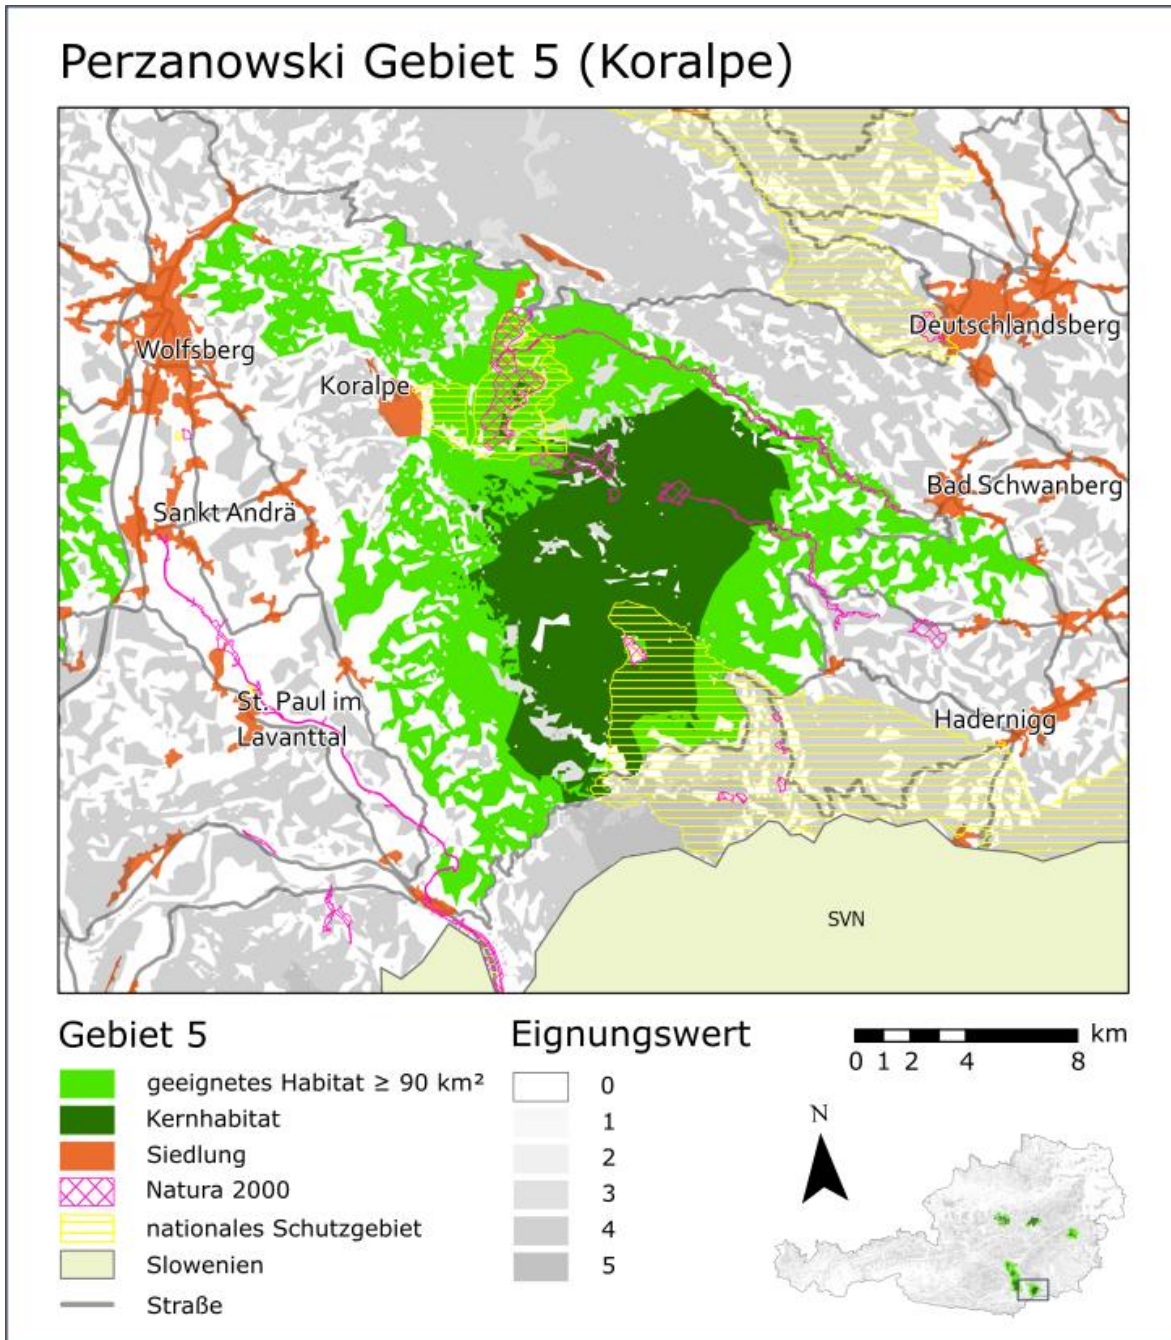 Perzanowski Gebiet 5 (Koralpe)
Deutschlandsberg
Wolfsberg
Koralpe
Bad Schwanberg
Sankt Andrä
St. Paul im
Lavanttal
Hadernigg
SVN
Gebiet 5
geeignetes Habitat ≥ 90 km²
Kernhabitat
Siedlung
Natura 2000
nationales Schutzgebiet
Slowenien
Straße
Eignungswert
0
1
2
3
4
5
km
0 1 2 4 8
N